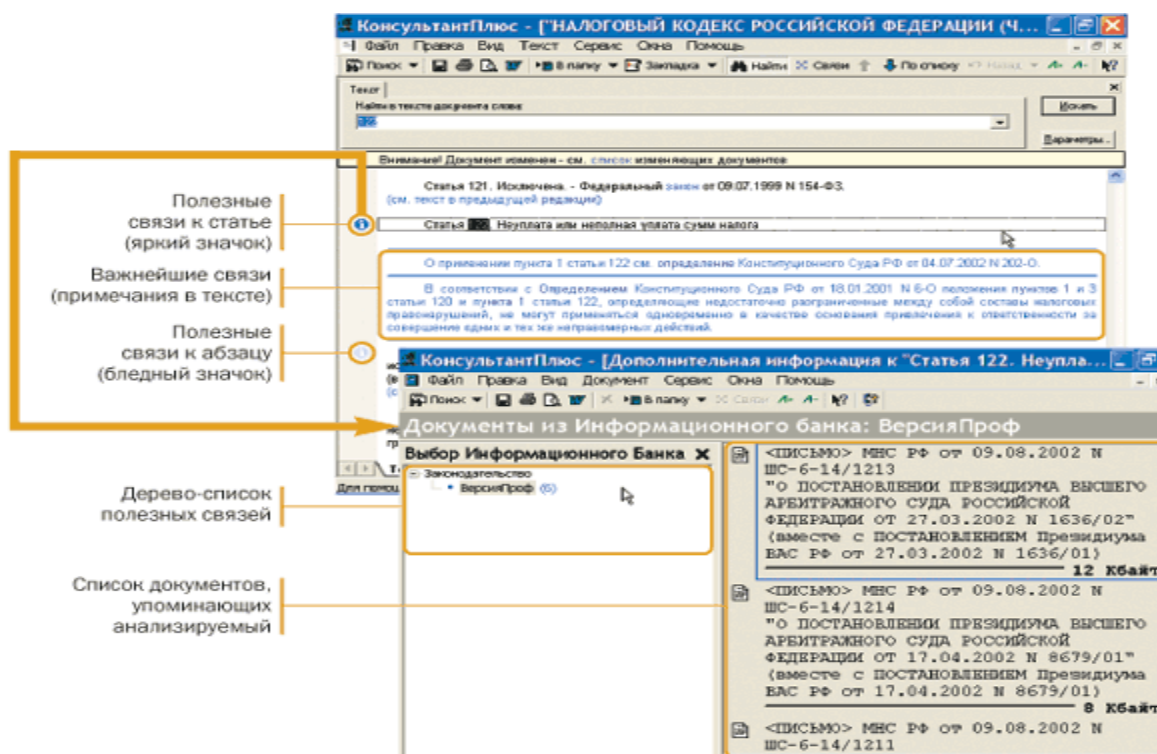 КонсультантПлюс - ["НАЛОГОВЫЙ КОДЕКС РОССИЙСКОЙ ФЕДЕРАЦИИ (Ч...
Файл Правка Вид Текст Сервис Окна Помощь
Поиск В папку Закладка Найти Связи По списку Назад
Текст
Найти в тексте документа слова
122
Искать
Параметры...
Внимание! Документ изменен - см. список изменяющих документов
Статья 121. Исключена. - Федеральный закон от 09.07.1999 N 154-ФЗ.
(см. текст в предыдущей редакции)
Статья 122. Неуплата или неполная уплата сумм налога
О применении пункта 1 статьи 122 см. определение Конституционного Суда РФ от 04.07.2002 N 202-О.
В соответствии с Определением Конституционного Суда РФ от 18.01.2001 N 6-О положения пунктов 1 и 3
статьи 120 и пункта 1 статьи 122, определяющие недостаточно разграниченные между собой составы налоговых
правонарушений, не могут применяться одновременно в качестве основания привлечения к ответственности за
совершение одних и тех же неправомерных действий.
Полезные
связи к статье
(яркий значок)
Важнейшие связи
(примечания в тексте)
Полезные
связи к абзацу
(бледный значок)
КонсультантПлюс - [Дополнительная информация к "Статья 122. Неупла...
Файл Правка Вид Документ Сервис Окна Помощь
Поиск В папку Связи
Документы из Информационного банка: ВерсияПроф
Выбор Информационного Банка
Законодательство
ВерсияПроф (6)
Дерево-список
полезных связей
Список документов,
упоминающих
анализируемый
<ПИСЬМО> МНС РФ от 09.08.2002 N
ШС-6-14/1213
"О ПОСТАНОВЛЕНИИ ПРЕЗИДИУМА ВЫСШЕГО
АРБИТРАЖНОГО СУДА РОССИЙСКОЙ
ФЕДЕРАЦИИ ОТ 27.03.2002 N 1636/02"
(вместе с ПОСТАНОВЛЕНИЕМ Президиума
ВАС РФ от 27.03.2002 N 1636/01)
12 Кбайт
<ПИСЬМО> МНС РФ от 09.08.2002 N
ШС-6-14/1214
"О ПОСТАНОВЛЕНИИ ПРЕЗИДИУМА ВЫСШЕГО
АРБИТРАЖНОГО СУДА РОССИЙСКОЙ
ФЕДЕРАЦИИ ОТ 17.04.2002 N 8679/01"
(вместе с ПОСТАНОВЛЕНИЕМ Президиума
ВАС РФ от 17.04.2002 N 8679/01)
8 Кбайт
<ПИСЬМО> МНС РФ от 09.08.2002 N
ШС-6-14/1211